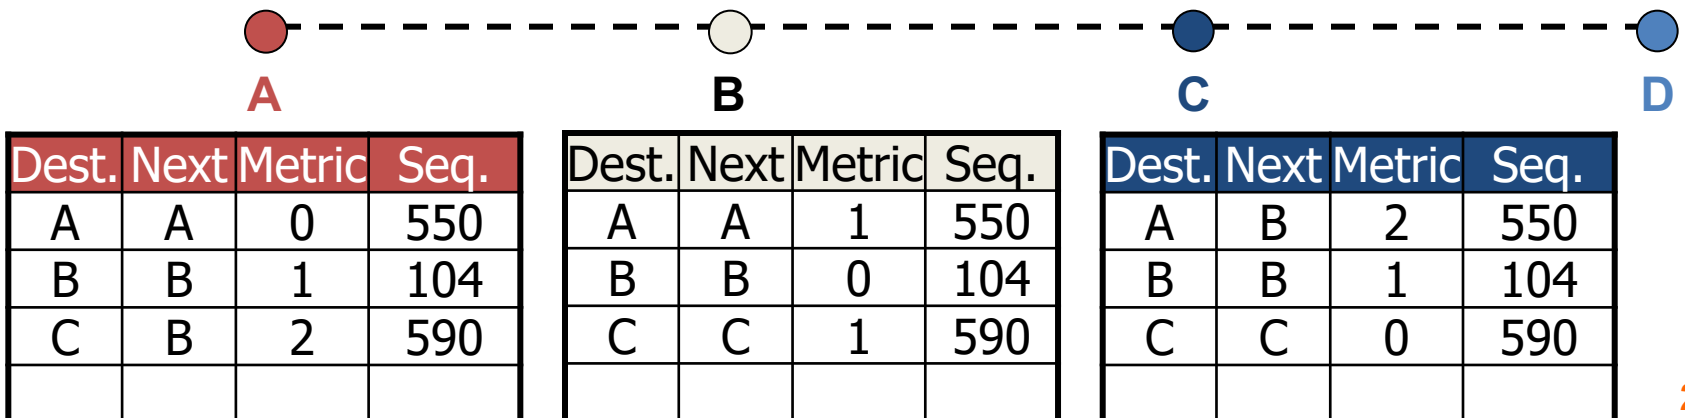 A B C D
Dest. Next Metric Seq. Dest. Next Metric Seq. Dest. Next Metric Seq.
A A 0 550 A A 1 550 A B 2 550
B B 1 104 B B 0 104 B B 1 104
C B 2 590 C C 1 590 C C 0 590